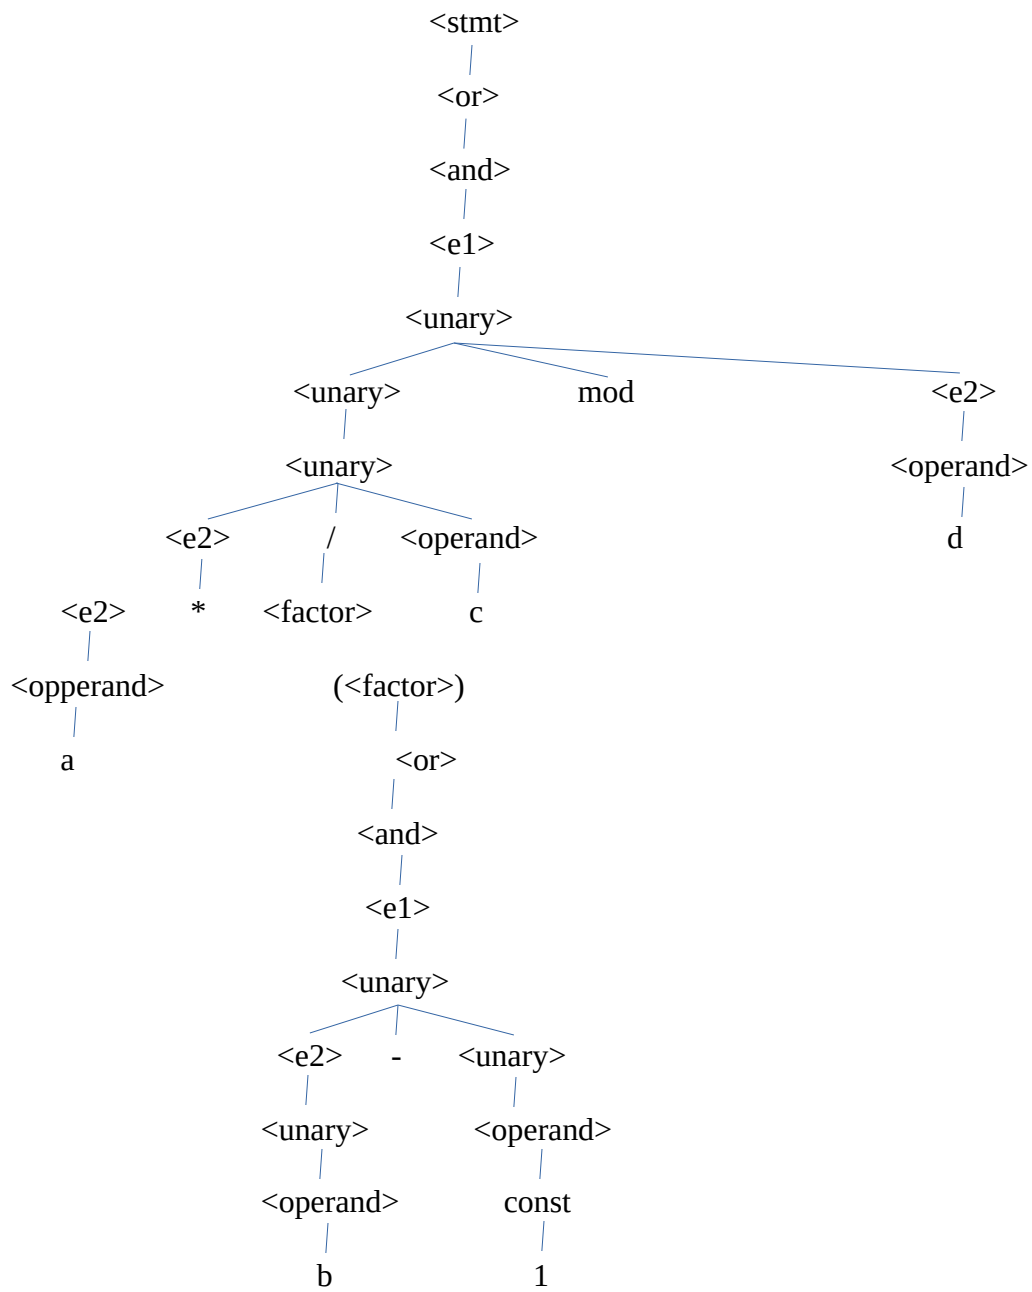 <stmt>
<or>
<and>
<e1>
<unary>
<unary> mod <e2>
<unary> <operand>
<e2> / <operand> d
<e2> * <factor> c
<opperand> (<factor>)
a <or>
<and>
<e1>
<unary>
<e2> - <unary>
<unary> <operand>
<operand> const
b 1